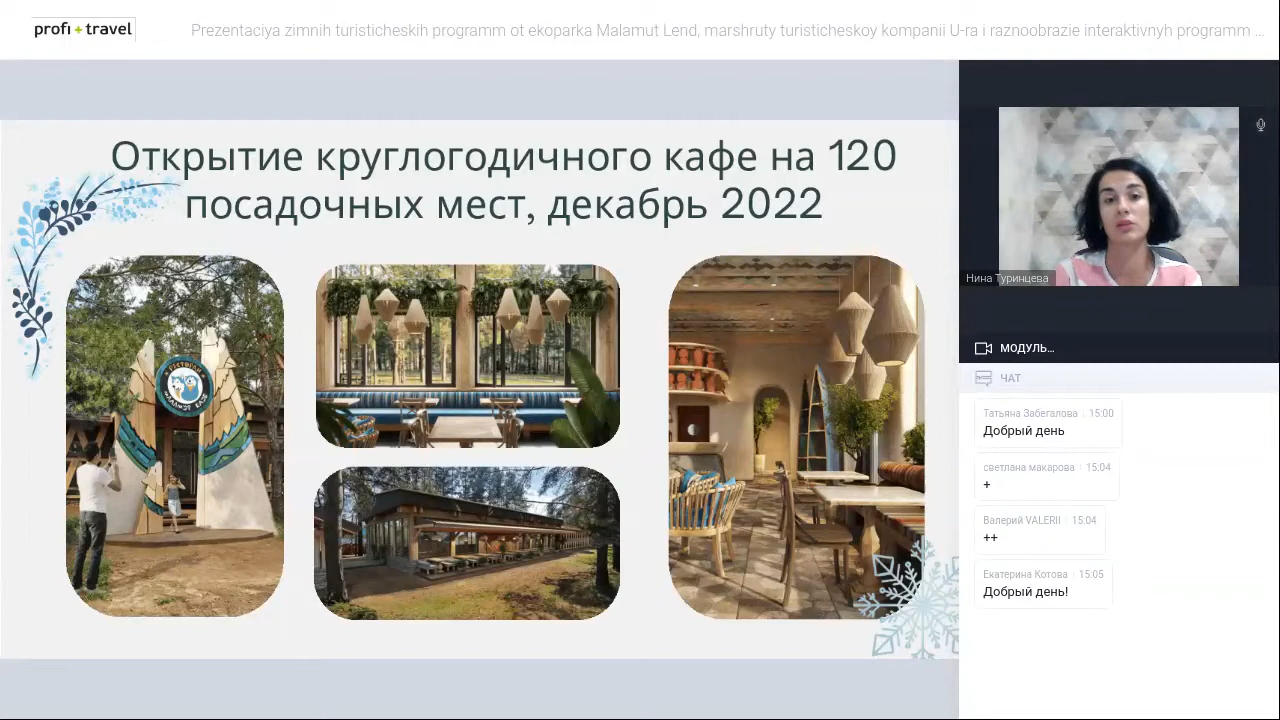 profi + travel
Prezentaciya zimnih turisticheskih programm ot ekoparka Malamut Lend, marshruty turisticheskoy kompanii U-ra i raznoobrazie interaktivnyh programm ...
Открытие круглогодичного кафе на 120
посадочных мест, декабрь 2022
Нина Туринцева
МОДУЛЬ...
ЧАТ
Татьяна Забегалова 15:00
Добрый день
светлана макарова 15:04
+
Валерий VALERII 15:04
++
Екатерина Котова 15:05
Добрый день!